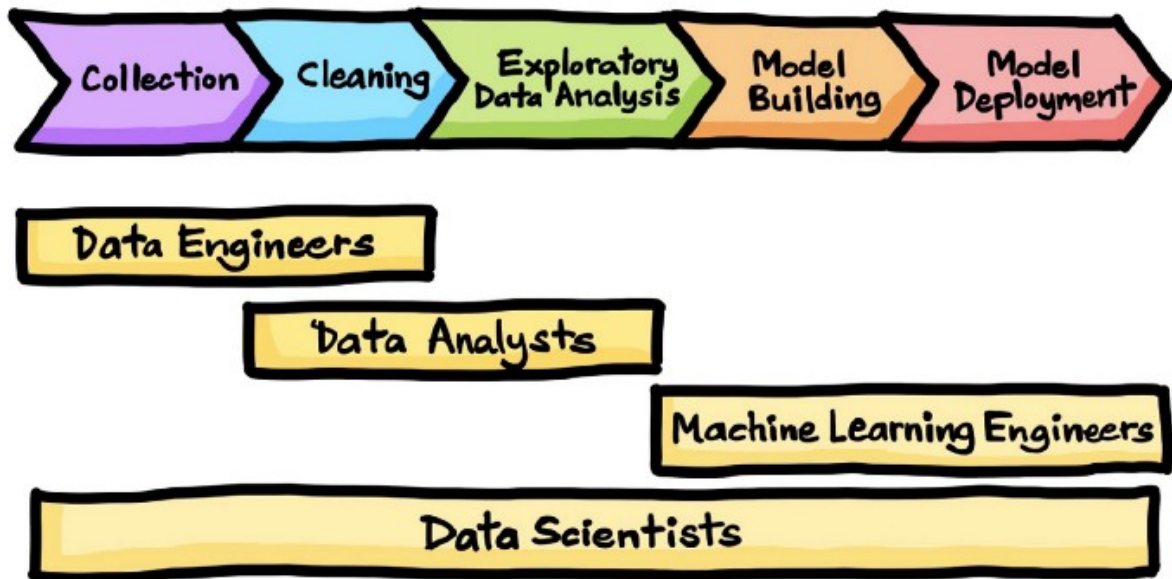 Collection
Cleaning
Exploratory
Data Analysis
Model
Building
Model
Deployment
Data Engineers
Data Analysts
Machine Learning Engineers
Data Scientists